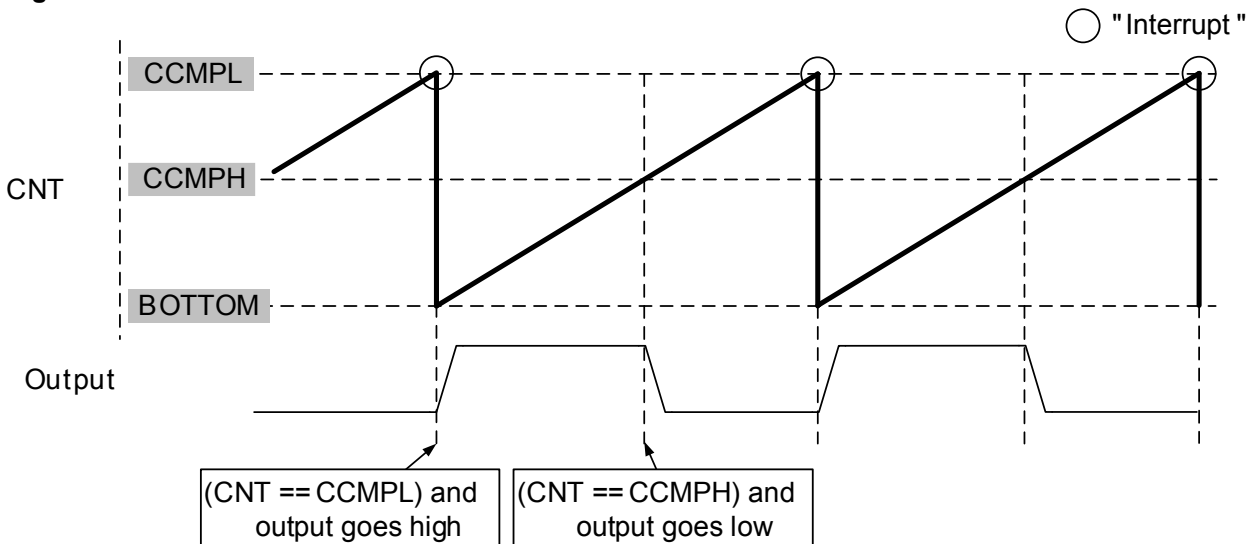 "Interrupt"
CCMPL
CNT
CCMPH
BOTTOM
Output
(CNT == CCMPL) and
output goes high
(CNT == CCMPH) and
output goes low